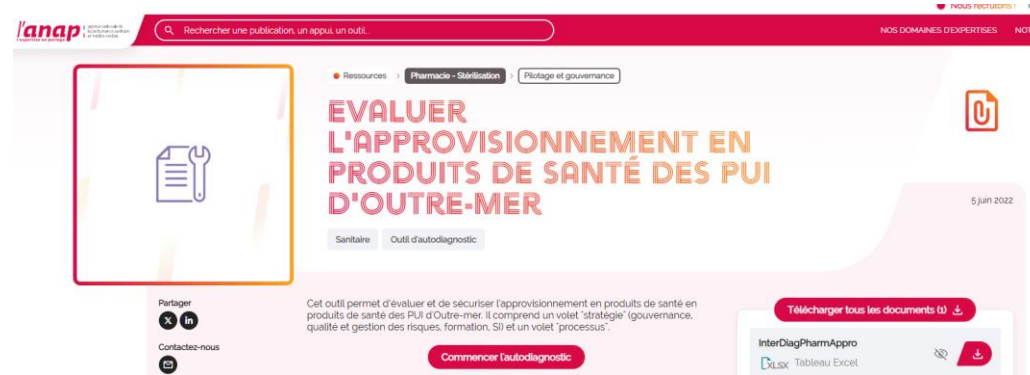 Nous recrutons !
l'anap
l'expertise en partage
Rechercher une publication, un appui, un outil...
NOS DOMAINES D'EXPERTISES NOT
Ressources > Pharmacie - Stérilisation > Pilotage et gouvernance
EVALUER
L'APPROVISIONNEMENT EN
PRODUITS DE SANTÉ DES PUI
D'OUTRE-MER
5 juin 2022
Sanitaire Outil d'autodiagnostic
Partager
Cet outil permet d'évaluer et de sécuriser l'approvisionnement en produits de santé en
produits de santé des PUI d'Outre-mer. Il comprend un volet "stratégie" (gouvernance,
qualité et gestion des risques, formation, SI) et un volet "processus".
Télécharger tous les documents (1)
Contactez-nous
Commencer l'autodiagnostic
InterDiagPharmAppro
XLSX Tableau Excel